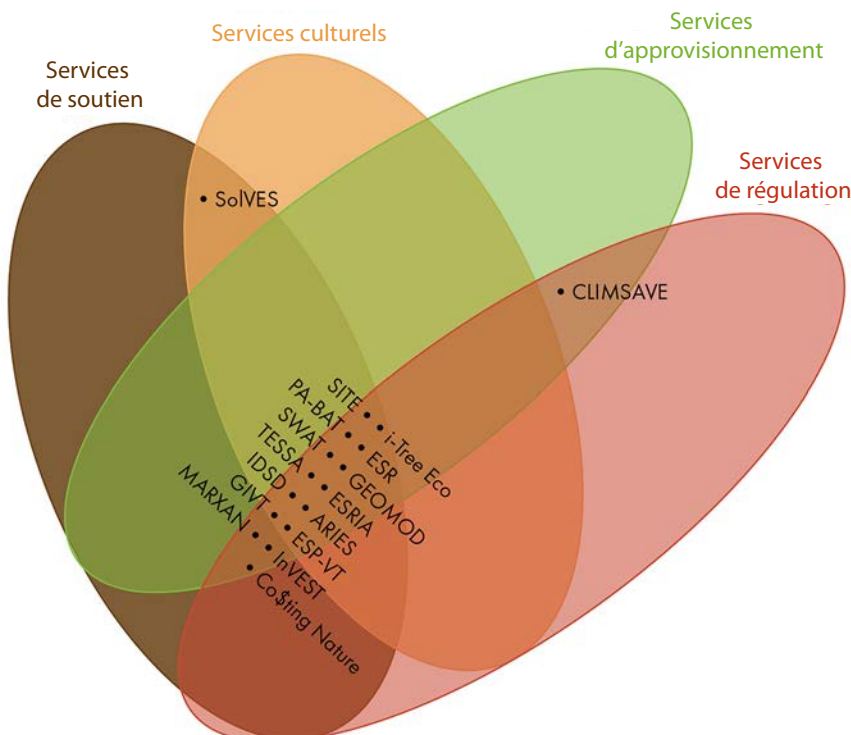 Services culturels
Services
d'approvisionnement
Services
de soutien
Services
de régulation
SolVES
CLIMSAVE
SITE
i-Tree Eco
PA-BAT
ESR
SWAT
GEOMOD
TESSA
ESRIA
IDSD
ARIES
GIVT
ESP-VT
MARXAN
InVEST
Co$ting Nature